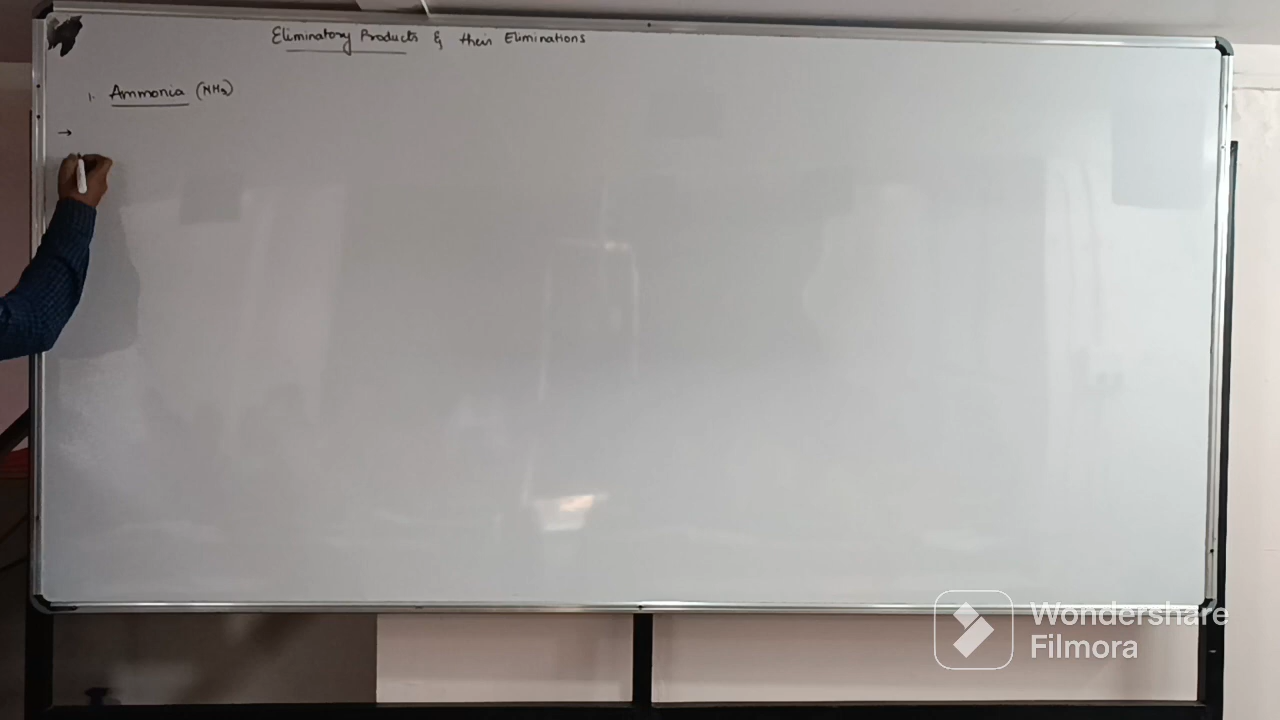 Eliminatory Products & their Eliminations
1. Ammonia (NH₃)
→
Wondershare
Filmora